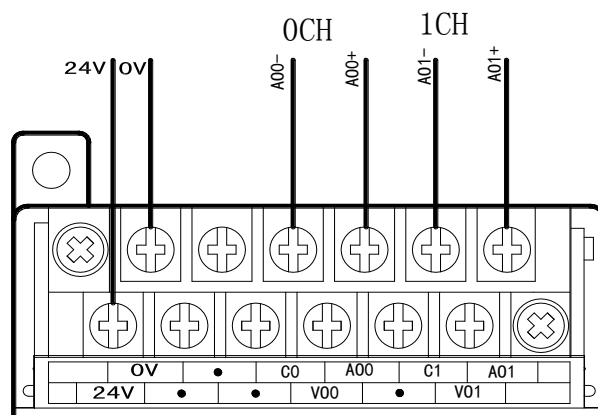 0CH 1CH
24V 0V A00- A00+ A01- A01+
0V • C0 A00 C1 A01
24V • • V00 • V01